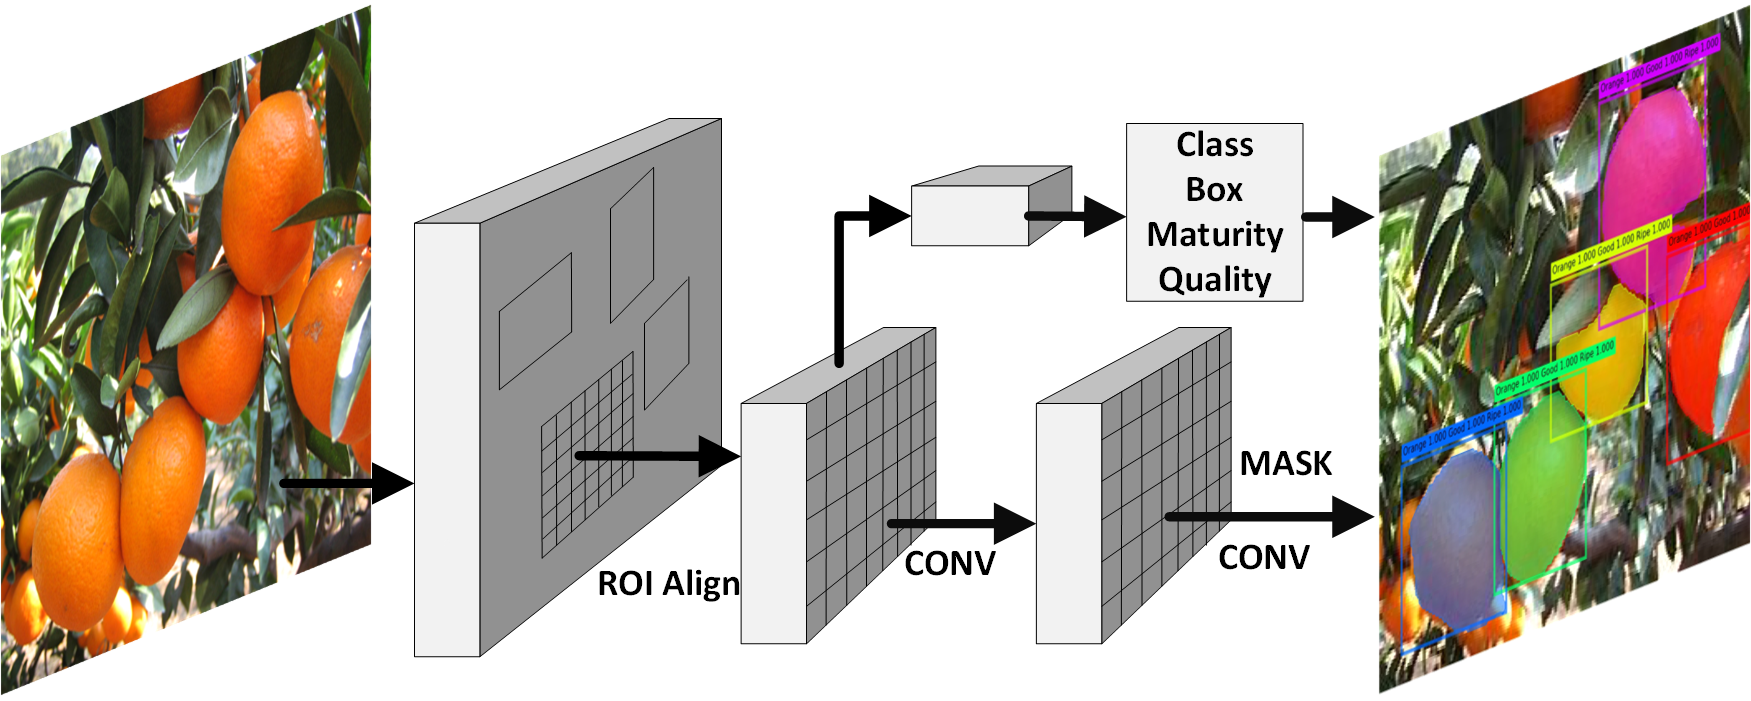 Orange 1.000 Good 1.000 Ripe 1.000
Class
Box
Maturity
Quality
Orange 1.000 Good 1.000 Ripe 1.000
Orange 1.000 Good 1.000
Orange 1.000 Good 1.000 Ripe 1.000
Orange 1.000 Good 1.000 Ripe 1.000
MASK
ROI Align
CONV
CONV